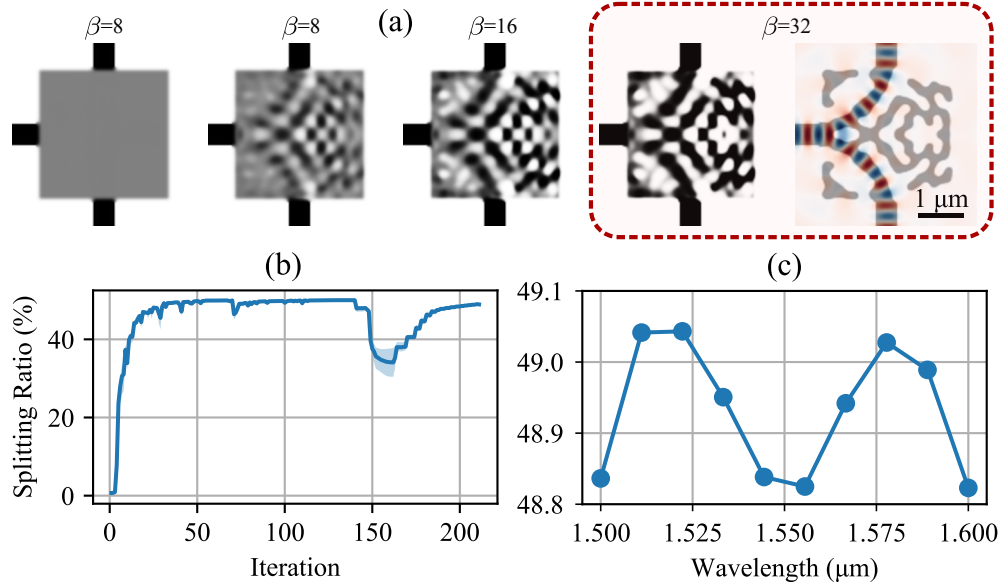 (a)
β=8
β=8
β=16
β=32
1 μm
(b)
Splitting Ratio (%)
40
20
0
0
50
100
150
200
Iteration
(c)
49.1
49.0
48.9
48.8
1.500
1.525
1.550
1.575
1.600
Wavelength (μm)